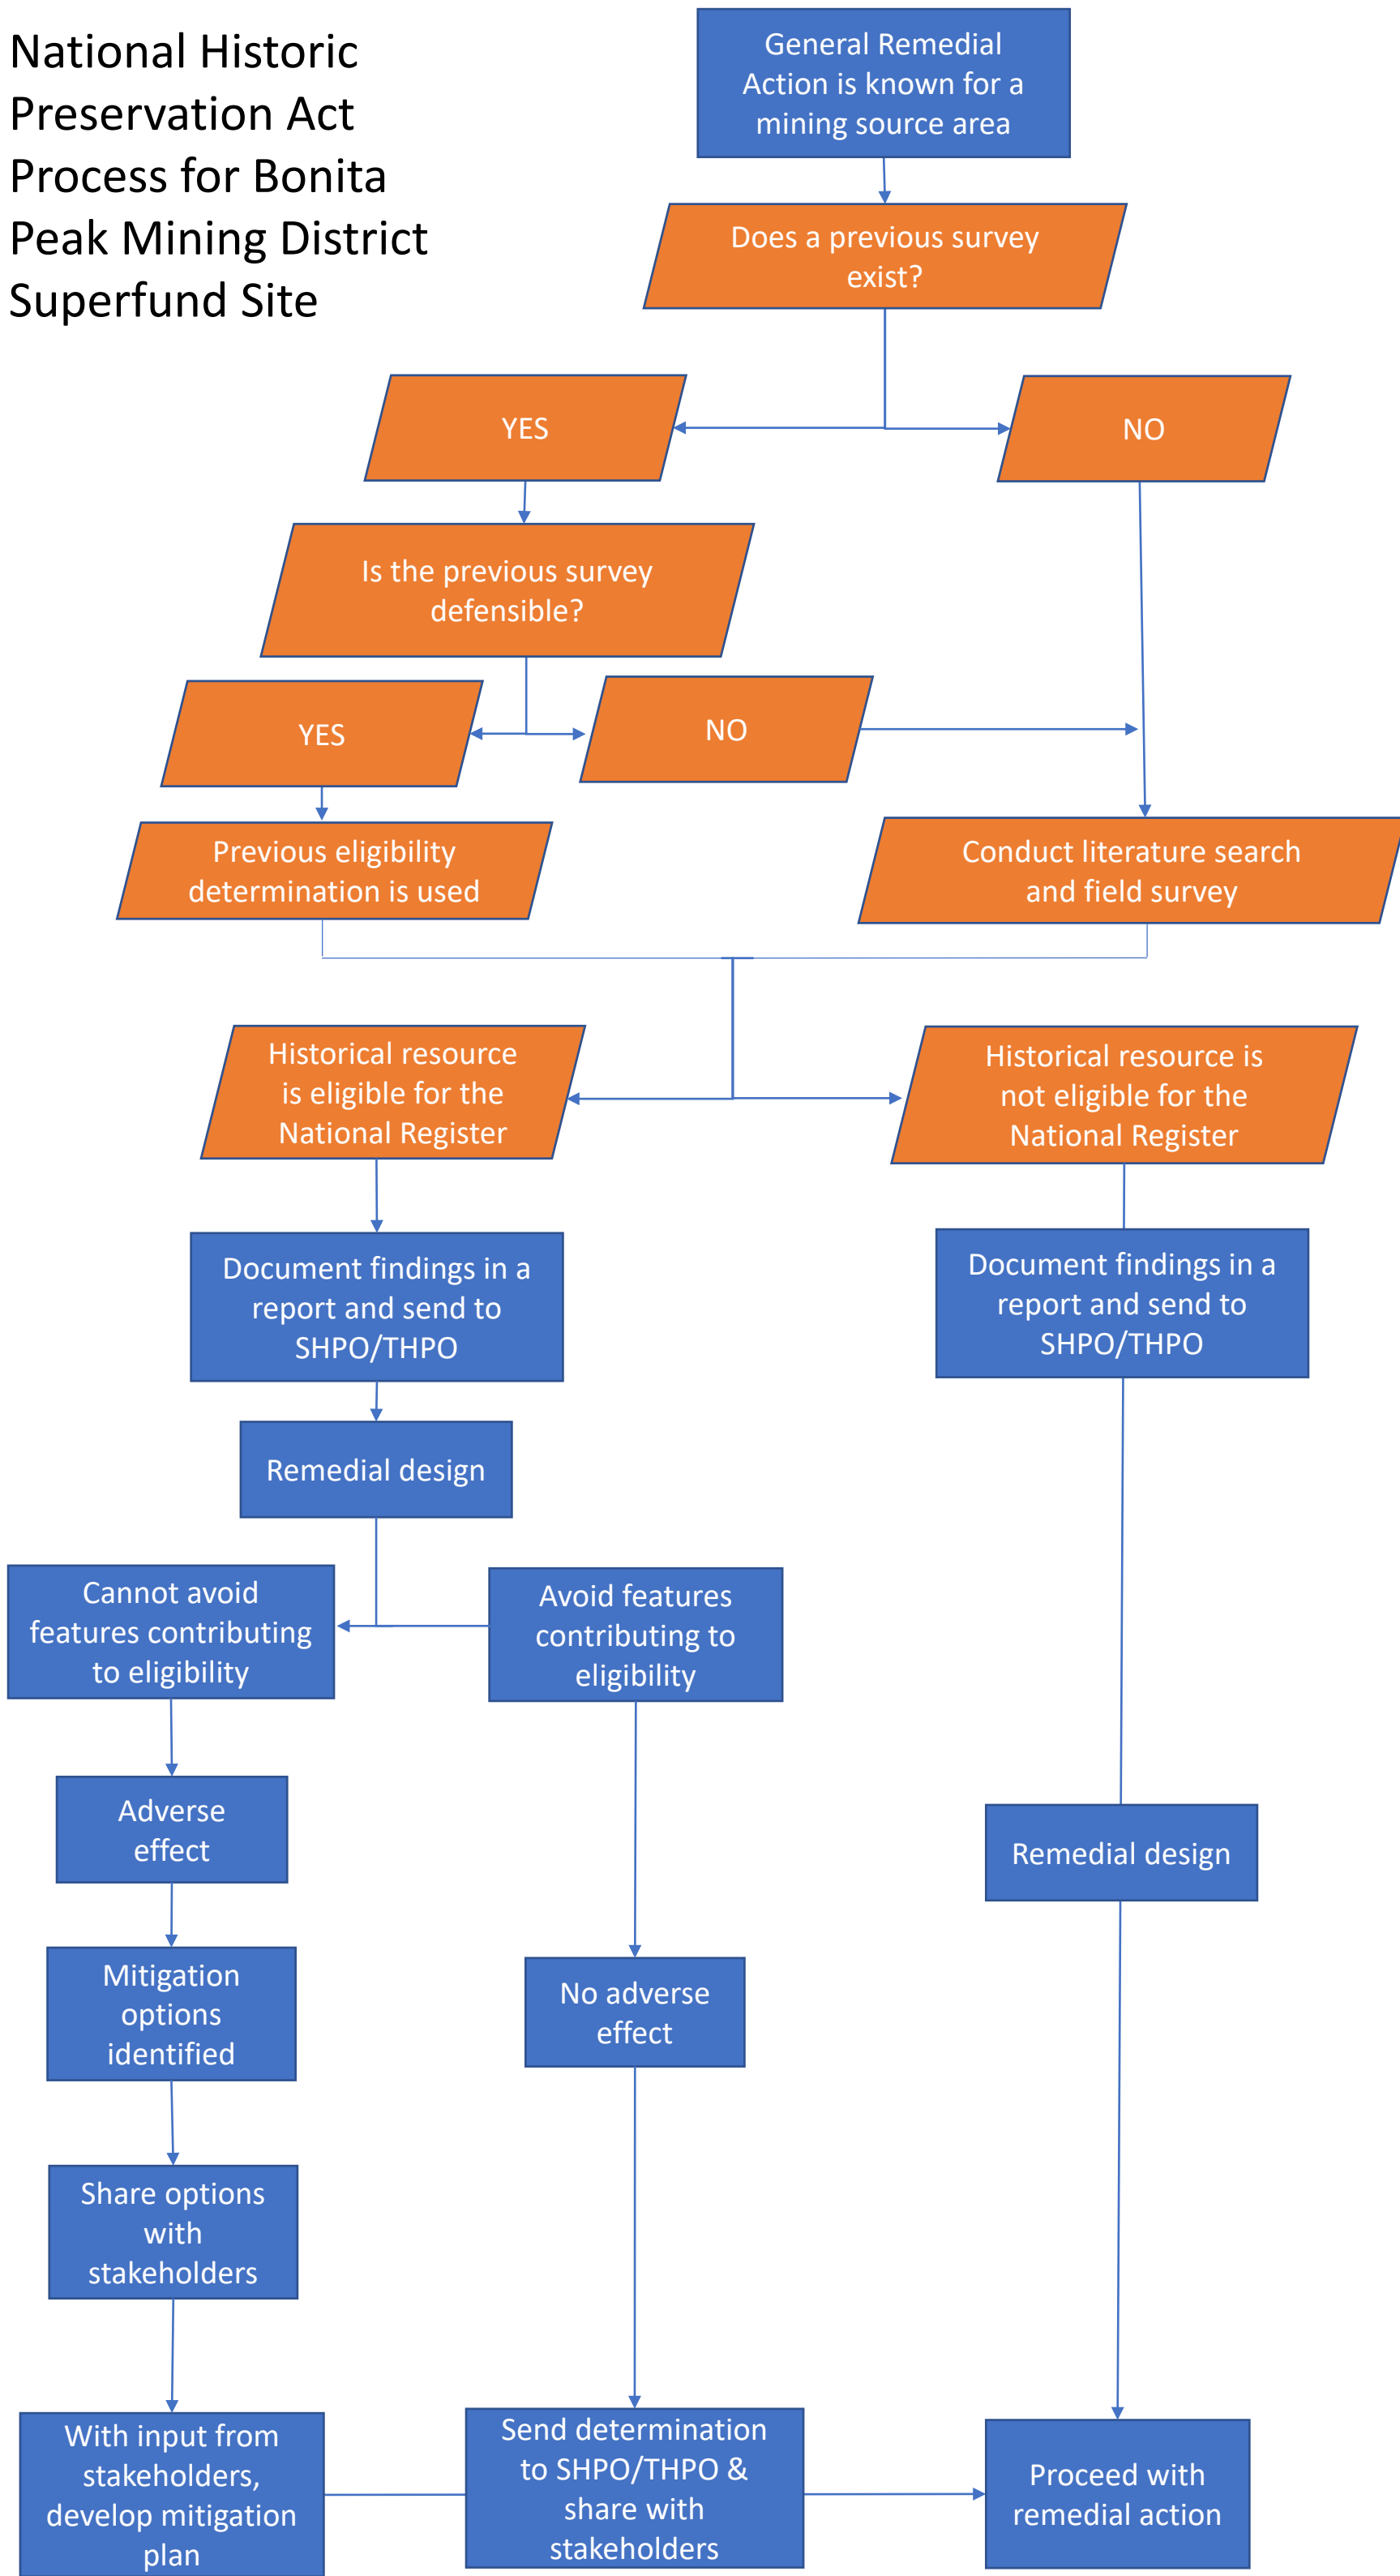 National Historic
Preservation Act
Process for Bonita
Peak Mining District
Superfund Site
General Remedial
Action is known for a
mining source area
Does a previous survey
exist?
YES
NO
Is the previous survey
defensible?
YES
NO
Previous eligibility
determination is used
Conduct literature search
and field survey
Historical resource
is eligible for the
National Register
Historical resource is
not eligible for the
National Register
Document findings in a
report and send to
SHPO/THPO
Document findings in a
report and send to
SHPO/THPO
Remedial design
Cannot avoid
features contributing
to eligibility
Avoid features
contributing to
eligibility
Adverse
effect
Remedial design
Mitigation
options
identified
No adverse
effect
Share options
with
stakeholders
With input from
stakeholders,
develop mitigation
plan
Send determination
to SHPO/THPO &
share with
stakeholders
Proceed with
remedial action